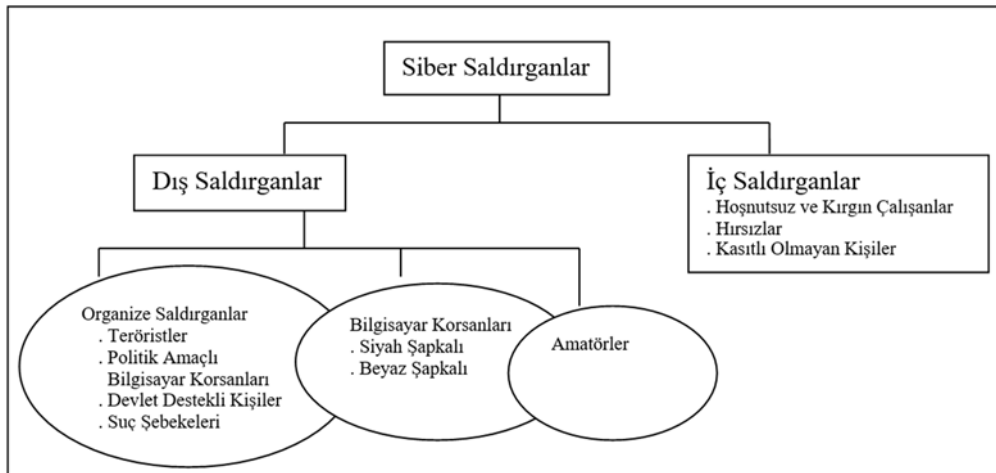 Siber Saldırganlar
Dış Saldırganlar
İç Saldırganlar
. Hoşnutsuz ve Kırgın Çalışanlar
. Hırsızlar
. Kasıtlı Olmayan Kişiler
Organize Saldırganlar
. Teröristler
. Politik Amaçlı
Bilgisayar Korsanları
. Devlet Destekli Kişiler
. Suç Şebekeleri
Bilgisayar Korsanları
. Siyah Şapkalı
. Beyaz Şapkalı
Amatörler